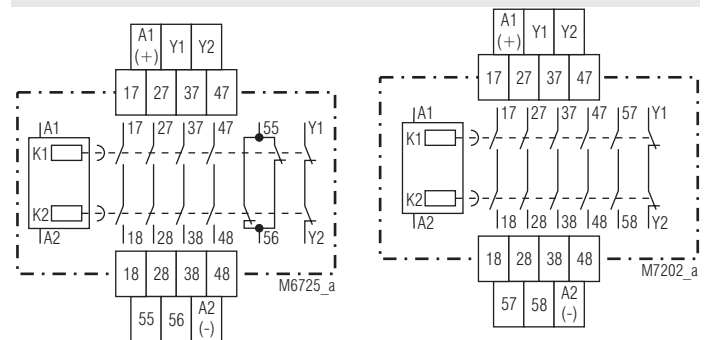 A1 (+) Y1 Y2
17 27 37 47
A1 17 27 37 47 55 Y1
K1
K2
A2 18 28 38 48 56 Y2
18 28 38 48
M6725_a
55 56 A2 (-)
A1 (+) Y1 Y2
17 27 37 47
A1 17 27 37 47 57 Y1
K1
K2
A2 18 28 38 48 58 Y2
18 28 38 48
M7202_a
57 58 A2 (-)